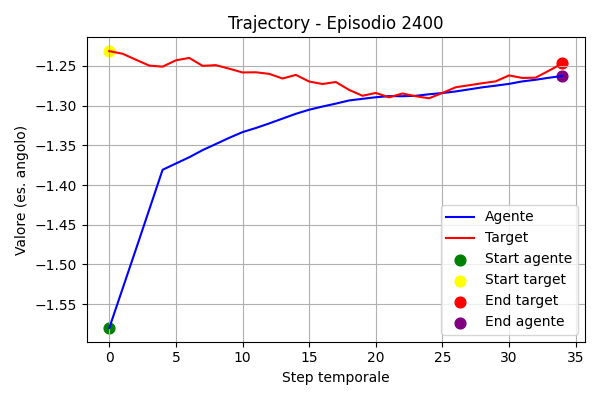 Trajectory - Episodio 2400
Valore (es. angolo)
−1.25
−1.30
−1.35
−1.40
−1.45
−1.50
−1.55
Agente
Target
Start agente
Start target
End target
End agente
0 5 10 15 20 25 30 35
Step temporale